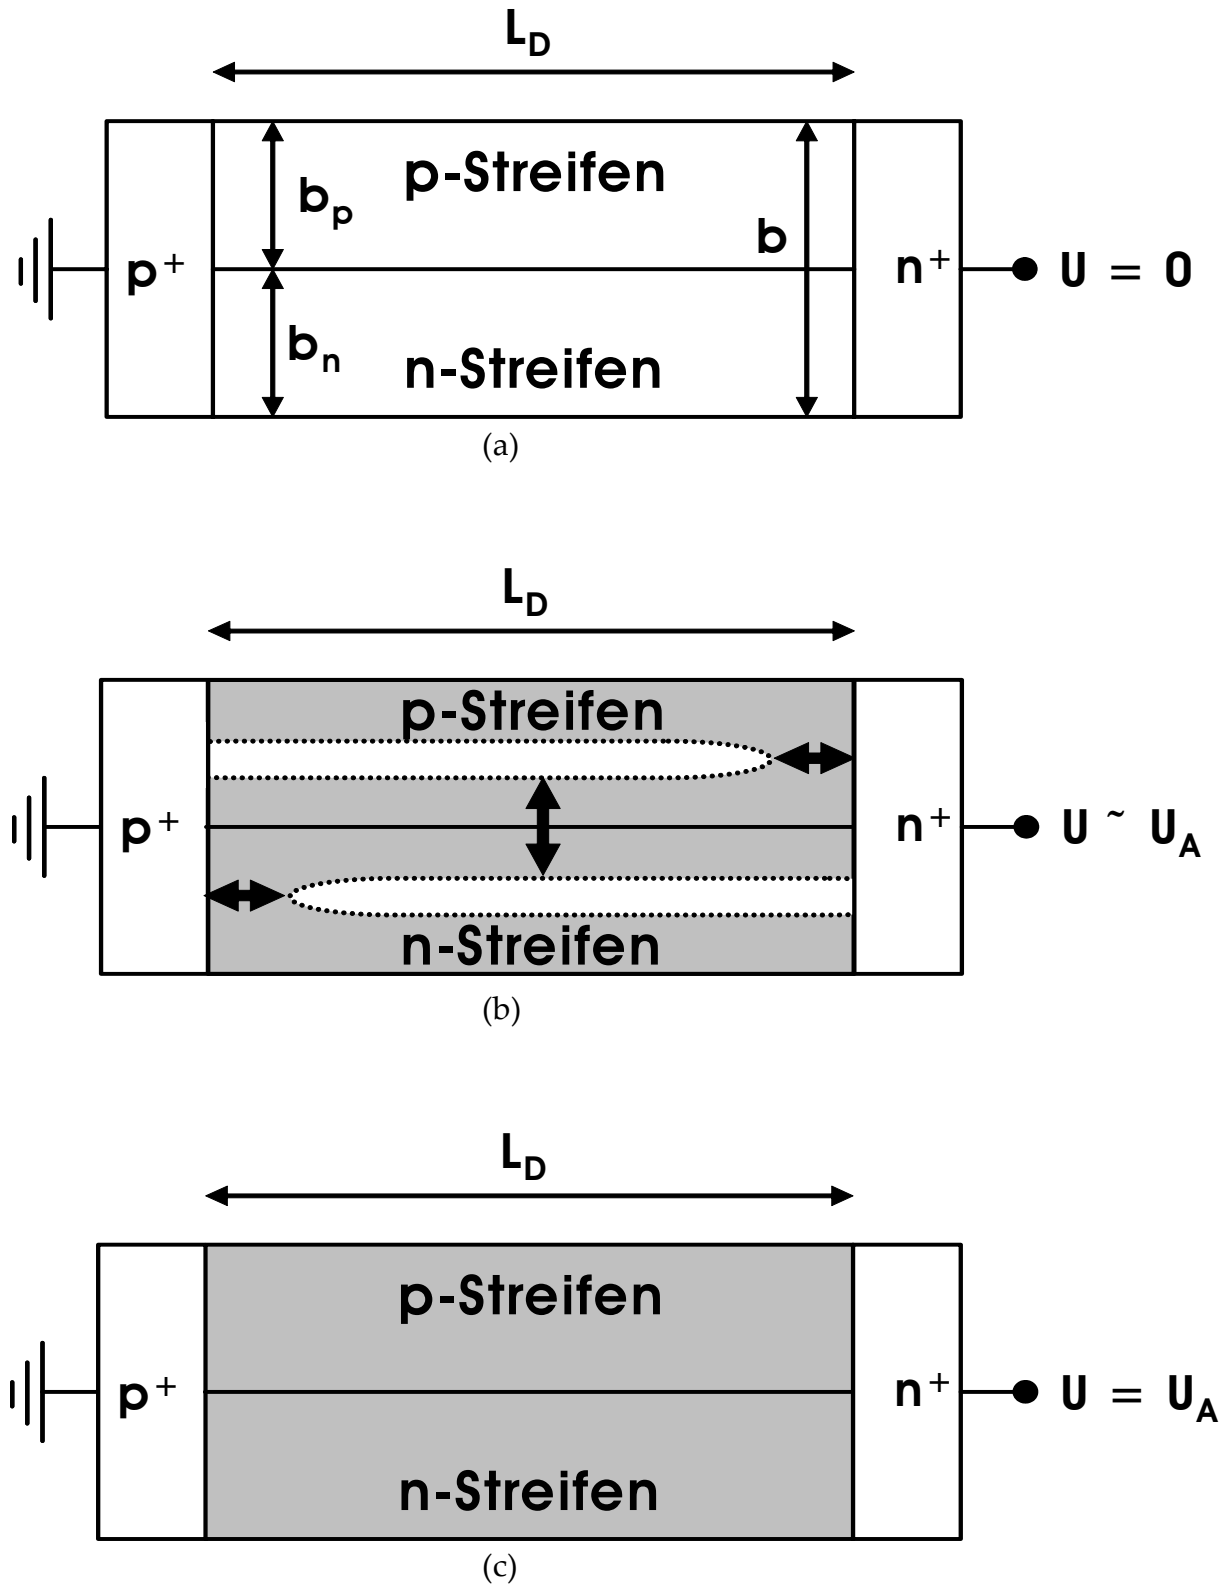 L_D
p-Streifen
b_p
b
p⁺
n⁺
U = 0
b_n
n-Streifen
(a)
L_D
p-Streifen
p⁺
n⁺
U ~ U_A
n-Streifen
(b)
L_D
p-Streifen
p⁺
n⁺
U = U_A
n-Streifen
(c)